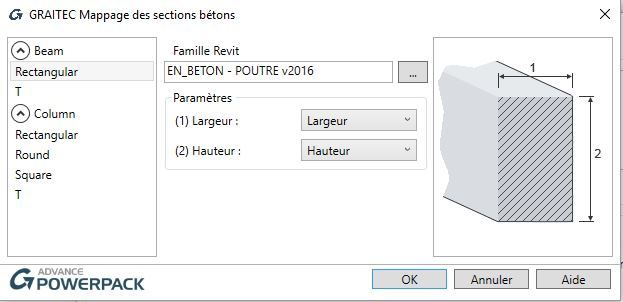 GRAITEC Mappage des sections bétons
Beam
Rectangular
T
Column
Rectangular
Round
Square
T
Famille Revit
EN_BETON - POUTRE v2016
...
Paramètres
(1) Largeur : Largeur
(2) Hauteur : Hauteur
1
2
ADVANCE
POWERPACK
OK Annuler Aide